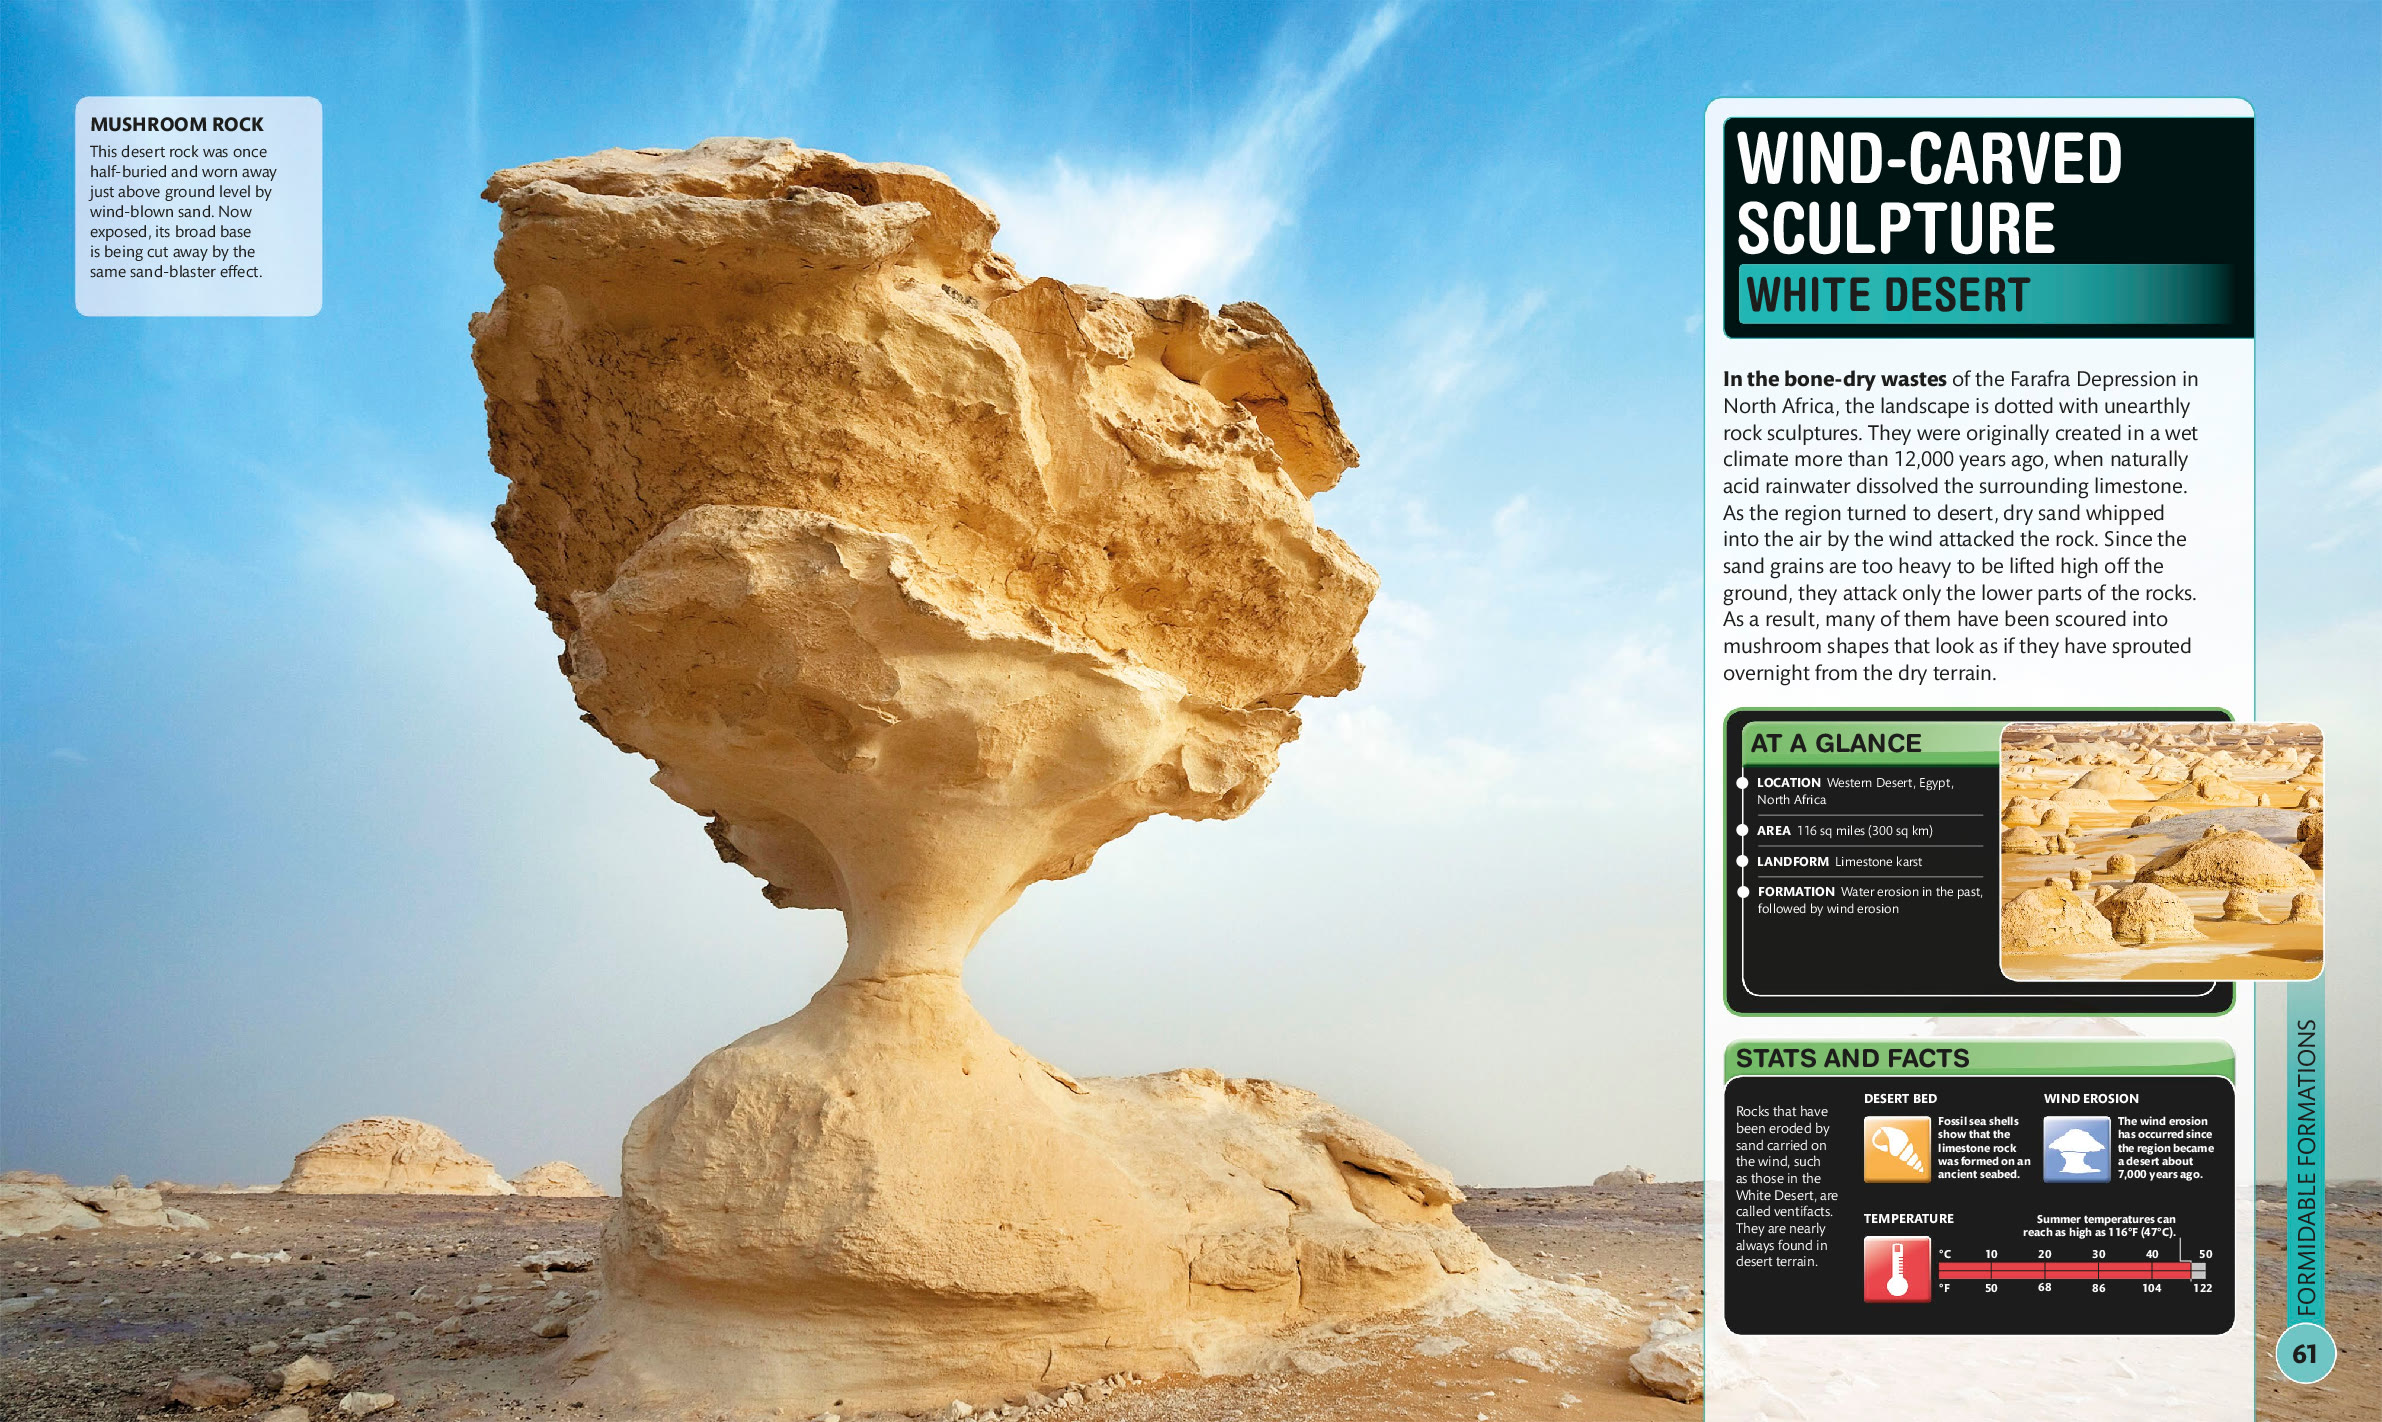 MUSHROOM ROCK
This desert rock was once
half-buried and worn away
just above ground level by
wind-blown sand. Now
exposed, its broad base
is being cut away by the
same sand-blaster effect.
WIND-CARVED
SCULPTURE
WHITE DESERT
In the bone-dry wastes of the Farafra Depression in
North Africa, the landscape is dotted with unearthly
rock sculptures. They were originally created in a wet
climate more than 12,000 years ago, when naturally
acid rainwater dissolved the surrounding limestone.
As the region turned to desert, dry sand whipped
into the air by the wind attacked the rock. Since the
sand grains are too heavy to be lifted high off the
ground, they attack only the lower parts of the rocks.
As a result, many of them have been scoured into
mushroom shapes that look as if they have sprouted
overnight from the dry terrain.
AT A GLANCE
LOCATION Western Desert, Egypt,
North Africa
AREA 116 sq miles (300 sq km)
LANDFORM Limestone karst
FORMATION Water erosion in the past,
followed by wind erosion
STATS AND FACTS
Rocks that have
been eroded by
sand carried on
the wind, such
as those in the
White Desert, are
called ventifacts.
They are nearly
always found in
desert terrain.
DESERT BED
Fossil sea shells
show that the
limestone rock
was formed on an
ancient seabed.
WIND EROSION
The wind erosion
has occurred since
the region became
a desert about
7,000 years ago.
TEMPERATURE
Summer temperatures can
reach as high as 116°F (47°C).
°C 10 20 30 40 50
°F 50 68 86 104 122
FORMIDABLE FORMATIONS
61